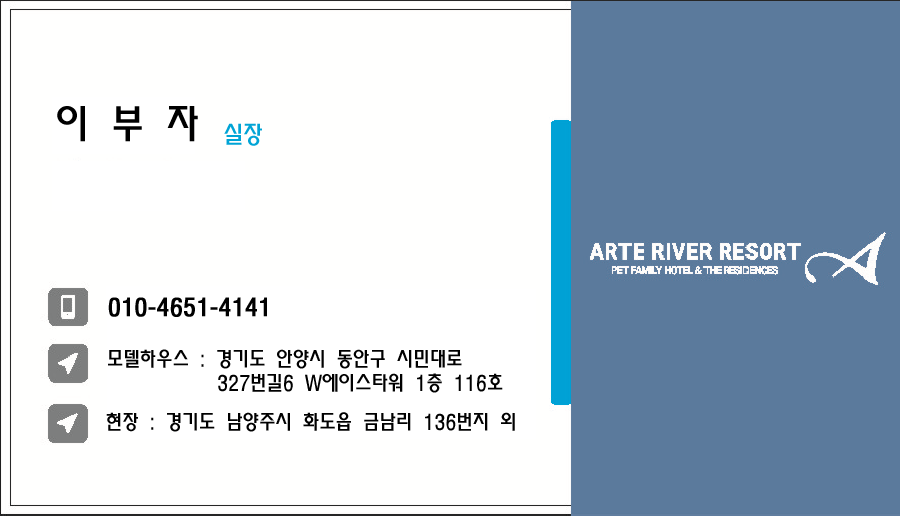 이 부 자 실장
010-4651-4141
모델하우스 : 경기도 안양시 동안구 시민대로
327번길6 W에이스타워 1층 116호
현장 : 경기도 남양주시 화도읍 금남리 136번지 외
ARTE RIVER RESORT
PET FAMILY HOTEL & THE RESIDENCES